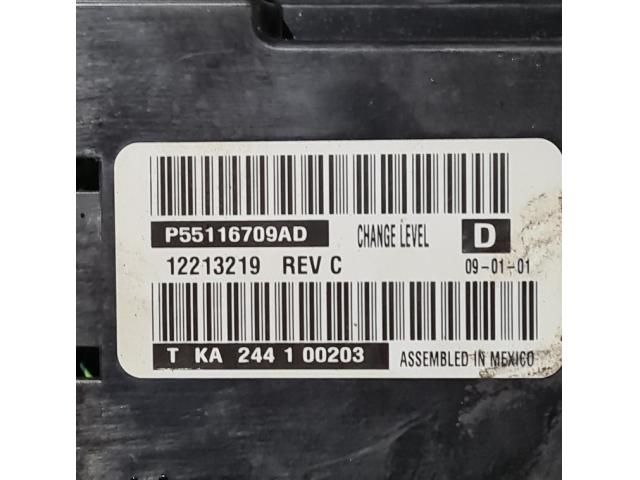 P55116709AD CHANGE LEVEL D
12213219 REV C 09-01-01
T KA 244 1 00203 ASSEMBLED IN MEXICO